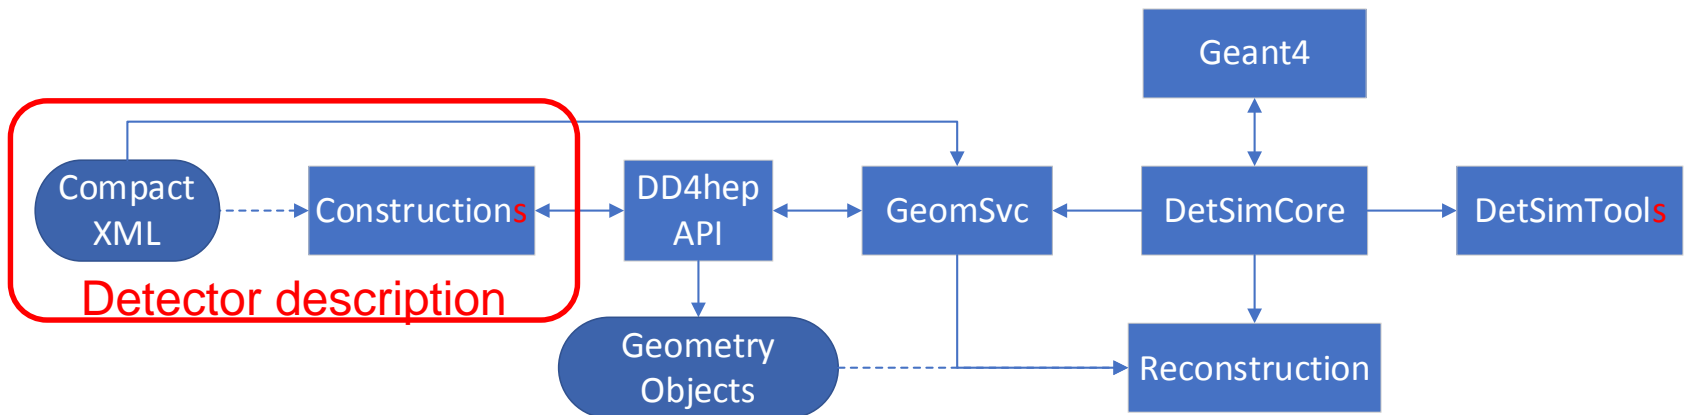 Geant4
Compact
XML
Constructions
DD4hep
API
GeomSvc
DetSimCore
DetSimTools
Detector description
Geometry
Objects
Reconstruction